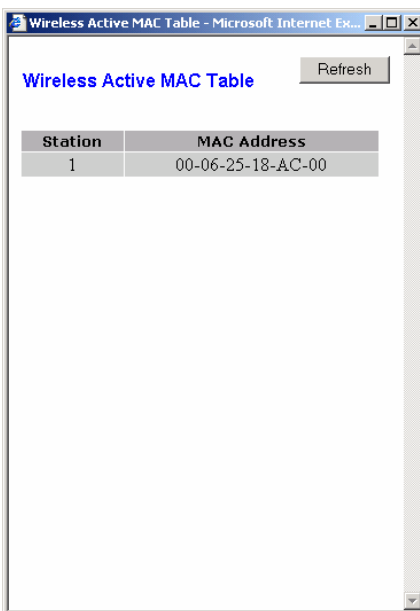 Wireless Active MAC Table - Microsoft Internet Ex...
Wireless Active MAC Table
Refresh
Station MAC Address
1 00-06-25-18-AC-00